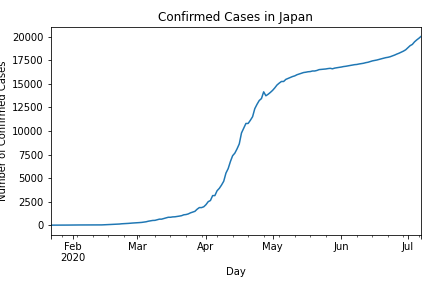 Confirmed Cases in Japan
Number of Confirmed Cases
20000
17500
15000
12500
10000
7500
5000
2500
0
Feb Mar Apr May Jun Jul
2020
Day